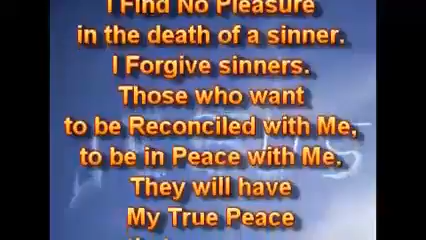 I Find No Pleasure
in the death of a sinner.
I Forgive sinners.
Those who want
to be Reconciled with Me,
to be in Peace with Me.
They will have
My True Peace